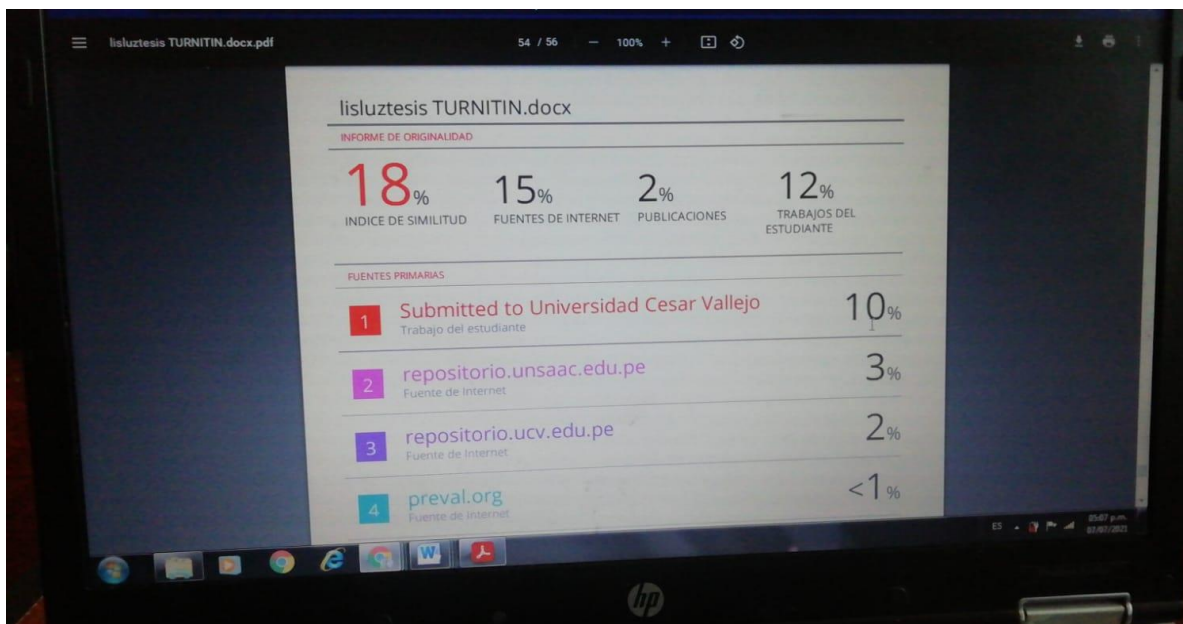 lisluztesis TURNITIN.docx.pdf
54 / 56 − 100% +
lisluztesis TURNITIN.docx
INFORME DE ORIGINALIDAD
18% 15% 2% 12%
INDICE DE SIMILITUD FUENTES DE INTERNET PUBLICACIONES TRABAJOS DEL
ESTUDIANTE
FUENTES PRIMARIAS
1 Submitted to Universidad Cesar Vallejo 10%
Trabajo del estudiante
2 repositorio.unsaac.edu.pe 3%
Fuente de Internet
3 repositorio.ucv.edu.pe 2%
Fuente de Internet
4 preval.org <1%
Fuente de Internet
ES 05:07 p.m.
W
hp